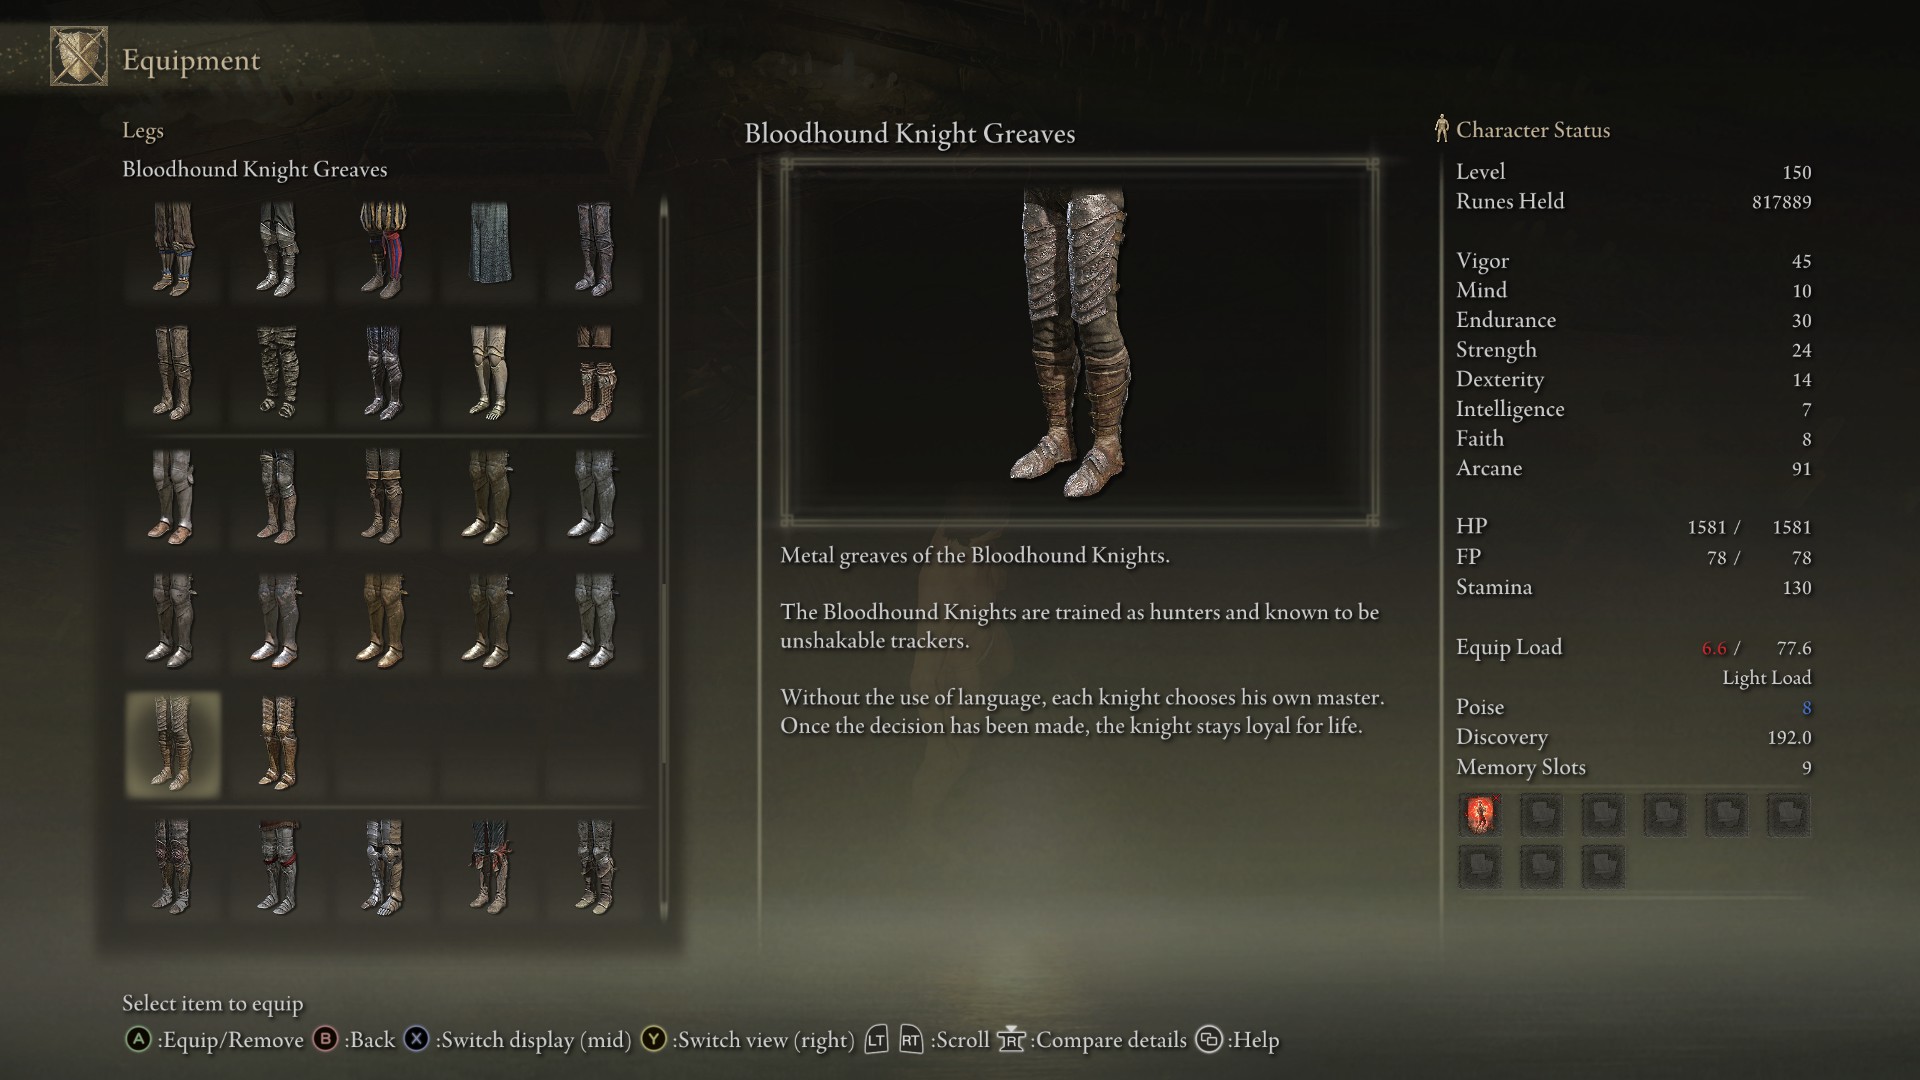 Equipment
Legs
Bloodhound Knight Greaves
Bloodhound Knight Greaves
Metal greaves of the Bloodhound Knights.
The Bloodhound Knights are trained as hunters and known to be
unshakable trackers.
Without the use of language, each knight chooses his own master.
Once the decision has been made, the knight stays loyal for life.
Character Status
Level 150
Runes Held 817889
Vigor 45
Mind 10
Endurance 30
Strength 24
Dexterity 14
Intelligence 7
Faith 8
Arcane 91
HP 1581 / 1581
FP 78 / 78
Stamina 130
Equip Load 6.6 / 77.6
Light Load
Poise 8
Discovery 192.0
Memory Slots 9
Select item to equip
A :Equip/Remove B :Back X :Switch display (mid) Y :Switch view (right) LT RT :Scroll R :Compare details :Help